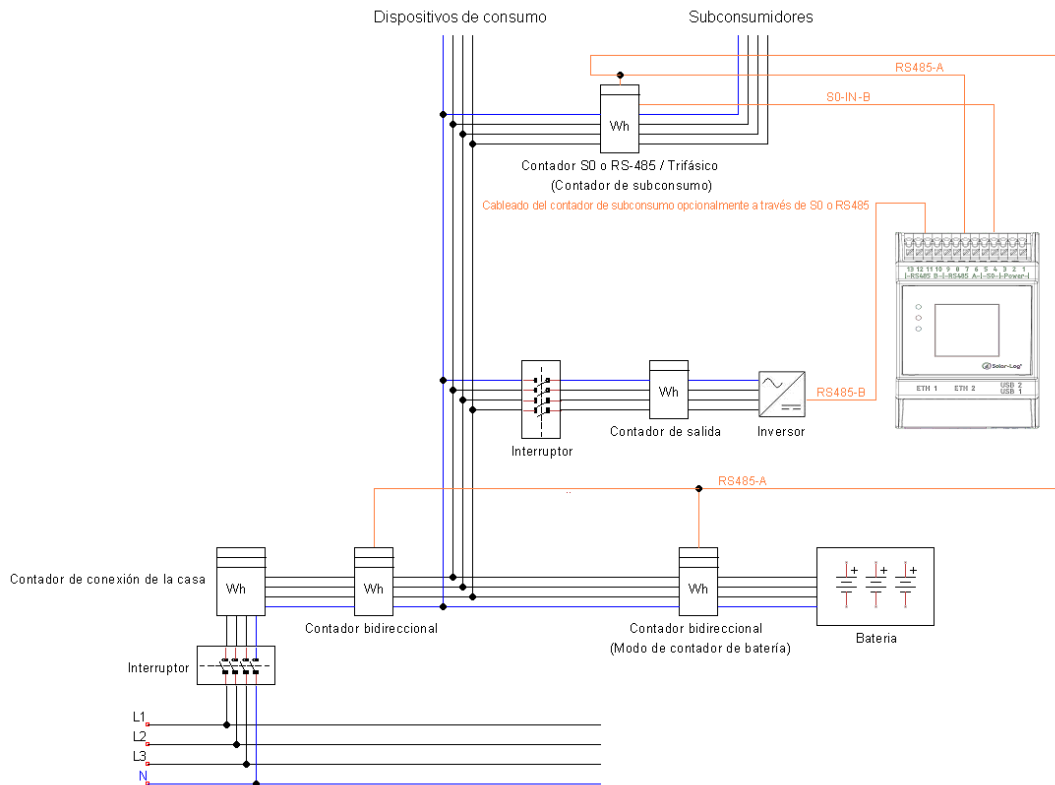 Dispositivos de consumo
Subconsumidores
RS485-A
S0-IN-B
Wh
Contador S0 o RS-485 / Trifásico
(Contador de subconsumo)
Cableado del contador de subconsumo opcionalmente a través de S0 o RS485
13 12 11 10 9 8 7 6 5 4 3 2 1
|-RS485 B-|-RS485 A-|-S0-|-Power-|
Solar-Log®
ETH 1 ETH 2 USB 2
USB 1
Wh
RS485-B
Interruptor
Contador de salida
Inversor
RS485-A
Contador de conexión de la casa
Wh
Wh
Wh
+ + +
Contador bidireccional
Contador bidireccional
(Modo de contador de batería)
Bateria
Interruptor
L1
L2
L3
N